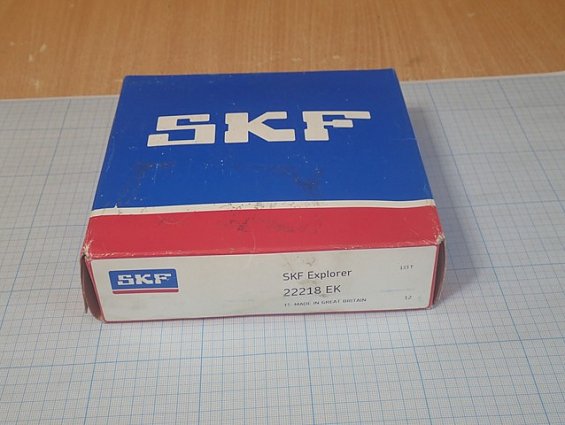 SKF
SKF
SKF Explorer
22218 EK
MADE IN GREAT BRITAIN